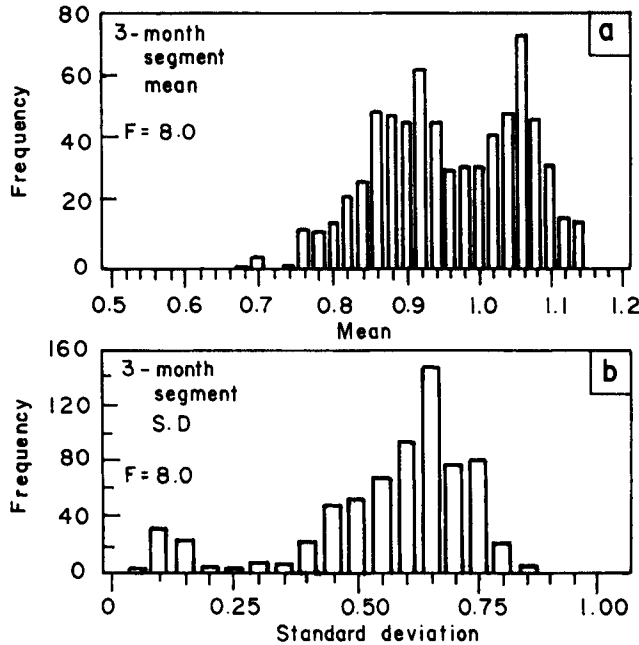 80
60
40
20
0
Frequency
3-month
segment
mean
F= 8.0
a
0.5 0.6 0.7 0.8 0.9 1.0 1.1 1.2
Mean
160
120
80
40
0
Frequency
3-month
segment
S.D
F=8.0
b
0 0.25 0.50 0.75 1.00
Standard deviation